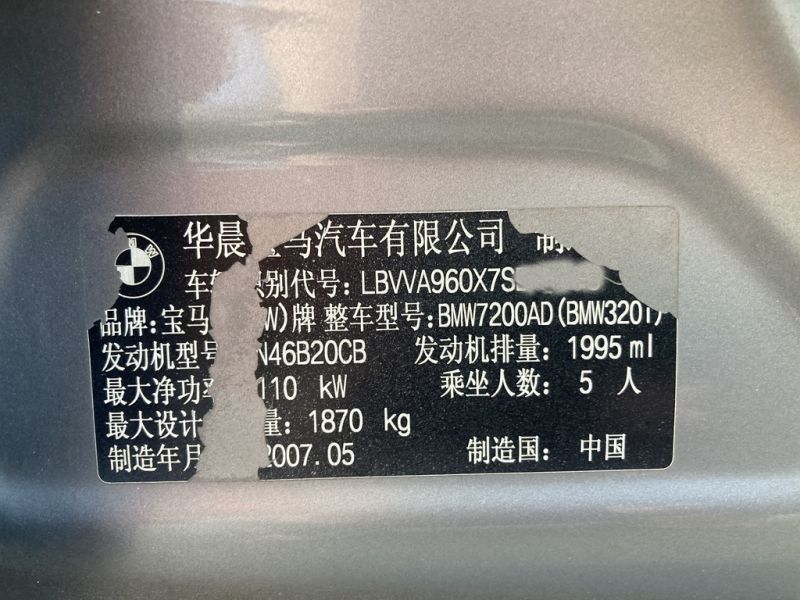 华晨 马汽车有限公司 制
车 别代号: LBVVA960X7S
品牌: 宝马 W)牌 整车型号: BMW7200AD(BMW320i)
发动机型号 N46B20CB 发动机排量: 1995 ml
最大净功率 110 kW 乘坐人数: 5 人
最大设计 量: 1870 kg
制造年月 2007.05 制造国: 中国